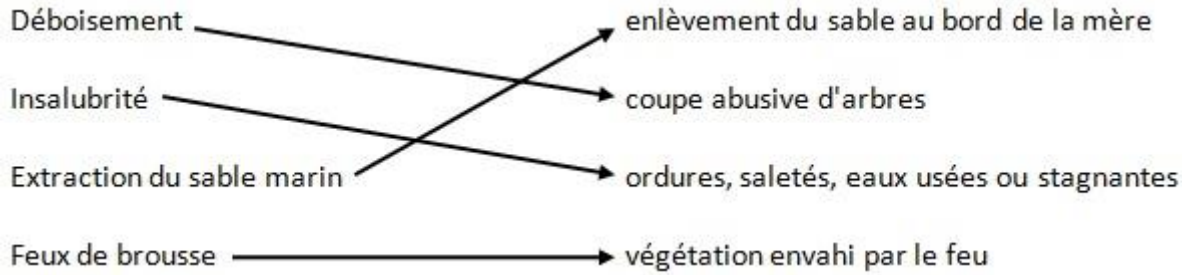 Déboisement enlèvement du sable au bord de la mère
Insalubrité coupe abusive d'arbres
Extraction du sable marin ordures, saletés, eaux usées ou stagnantes
Feux de brousse végétation envahi par le feu